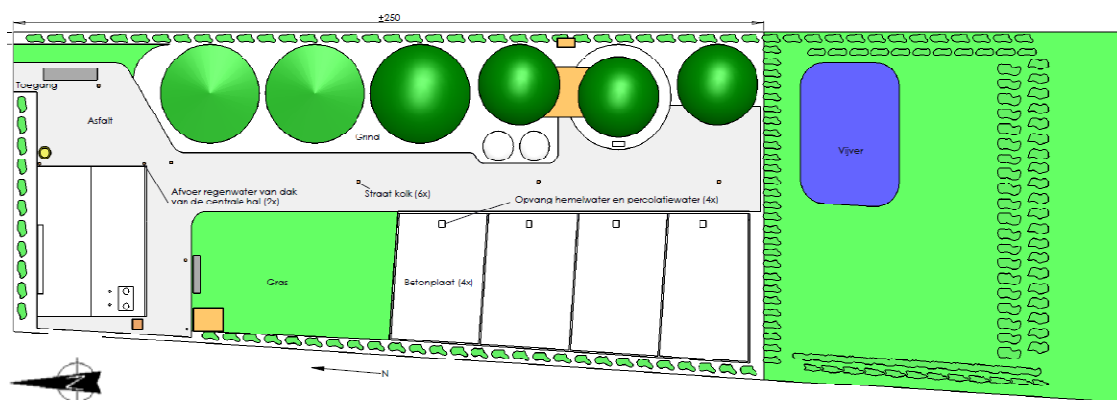 ±250
Toegang
Asfalt
Grind
Vijver
Afvoer regenwater van dak
van de centrale hal (2x)
Straat kolk (6x)
Opvang hemelwater en percolatiewater (4x)
Gras
Betonplaat (4x)
N
Z